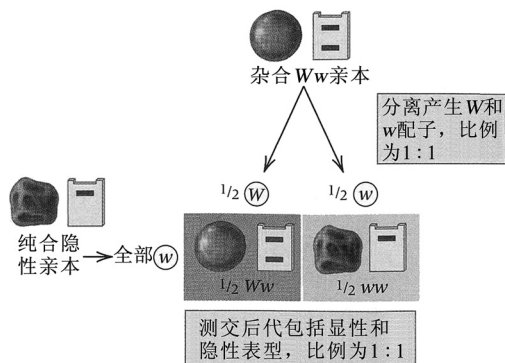 杂合Ww亲本
分离产生W和
w配子，比例
为1:1
1/2 W
1/2 w
纯合隐
性亲本
全部w
1/2 Ww
1/2 ww
测交后代包括显性和
隐性表型，比例为1:1